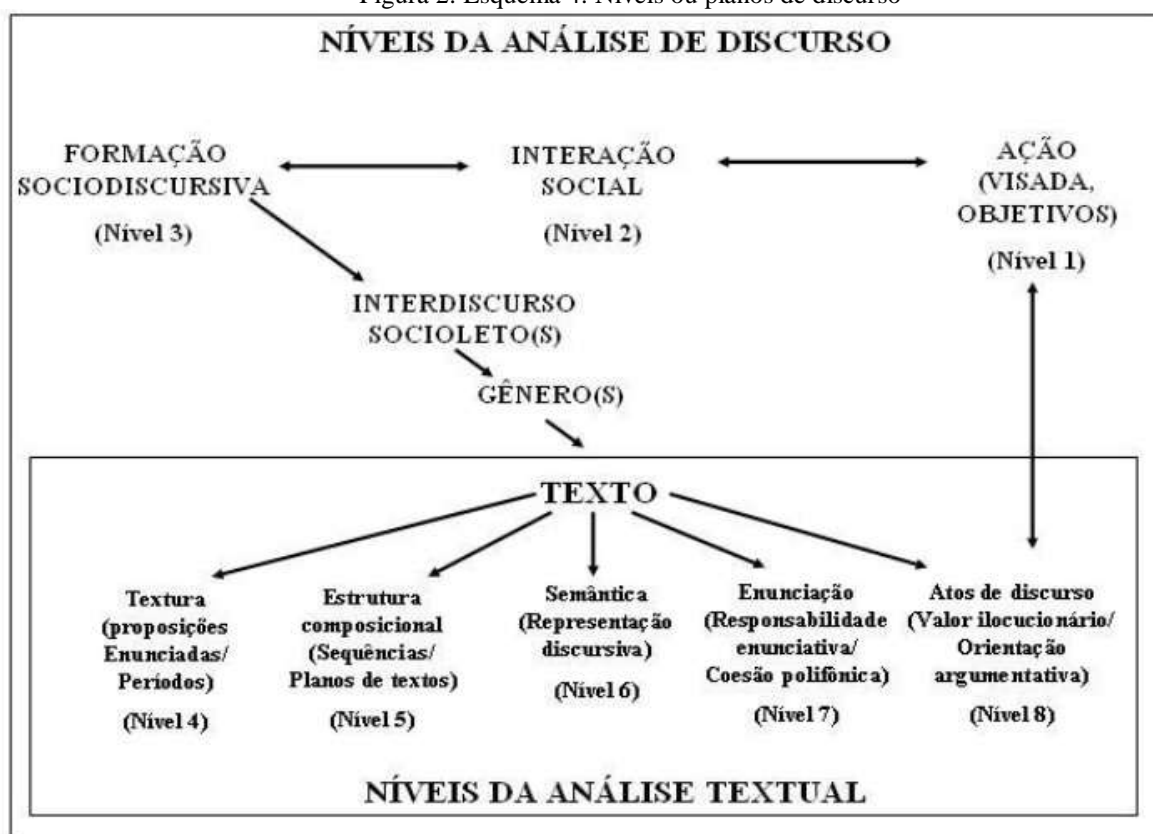 Figura 2: Esquema 4: Níveis ou planos de discurso
NÍVEIS DA ANÁLISE DE DISCURSO
FORMAÇÃO
SOCIODISCURSIVA
(Nível 3)
INTERAÇÃO
SOCIAL
(Nível 2)
AÇÃO
(VISADA,
OBJETIVOS)
(Nível 1)
INTERDISCURSO
SOCIOLETO(S)
GÊNERO(S)
TEXTO
Textura
(proposições
Enunciadas/
Períodos)
(Nível 4)
Estrutura
composicional
(Sequências/
Planos de textos)
(Nível 5)
Semântica
(Representação
discursiva)
(Nível 6)
Enunciação
(Responsabilidade
enunciativa/
Coesão polifônica)
(Nível 7)
Atos de discurso
(Valor ilocucionário/
Orientação
argumentativa)
(Nível 8)
NÍVEIS DA ANÁLISE TEXTUAL